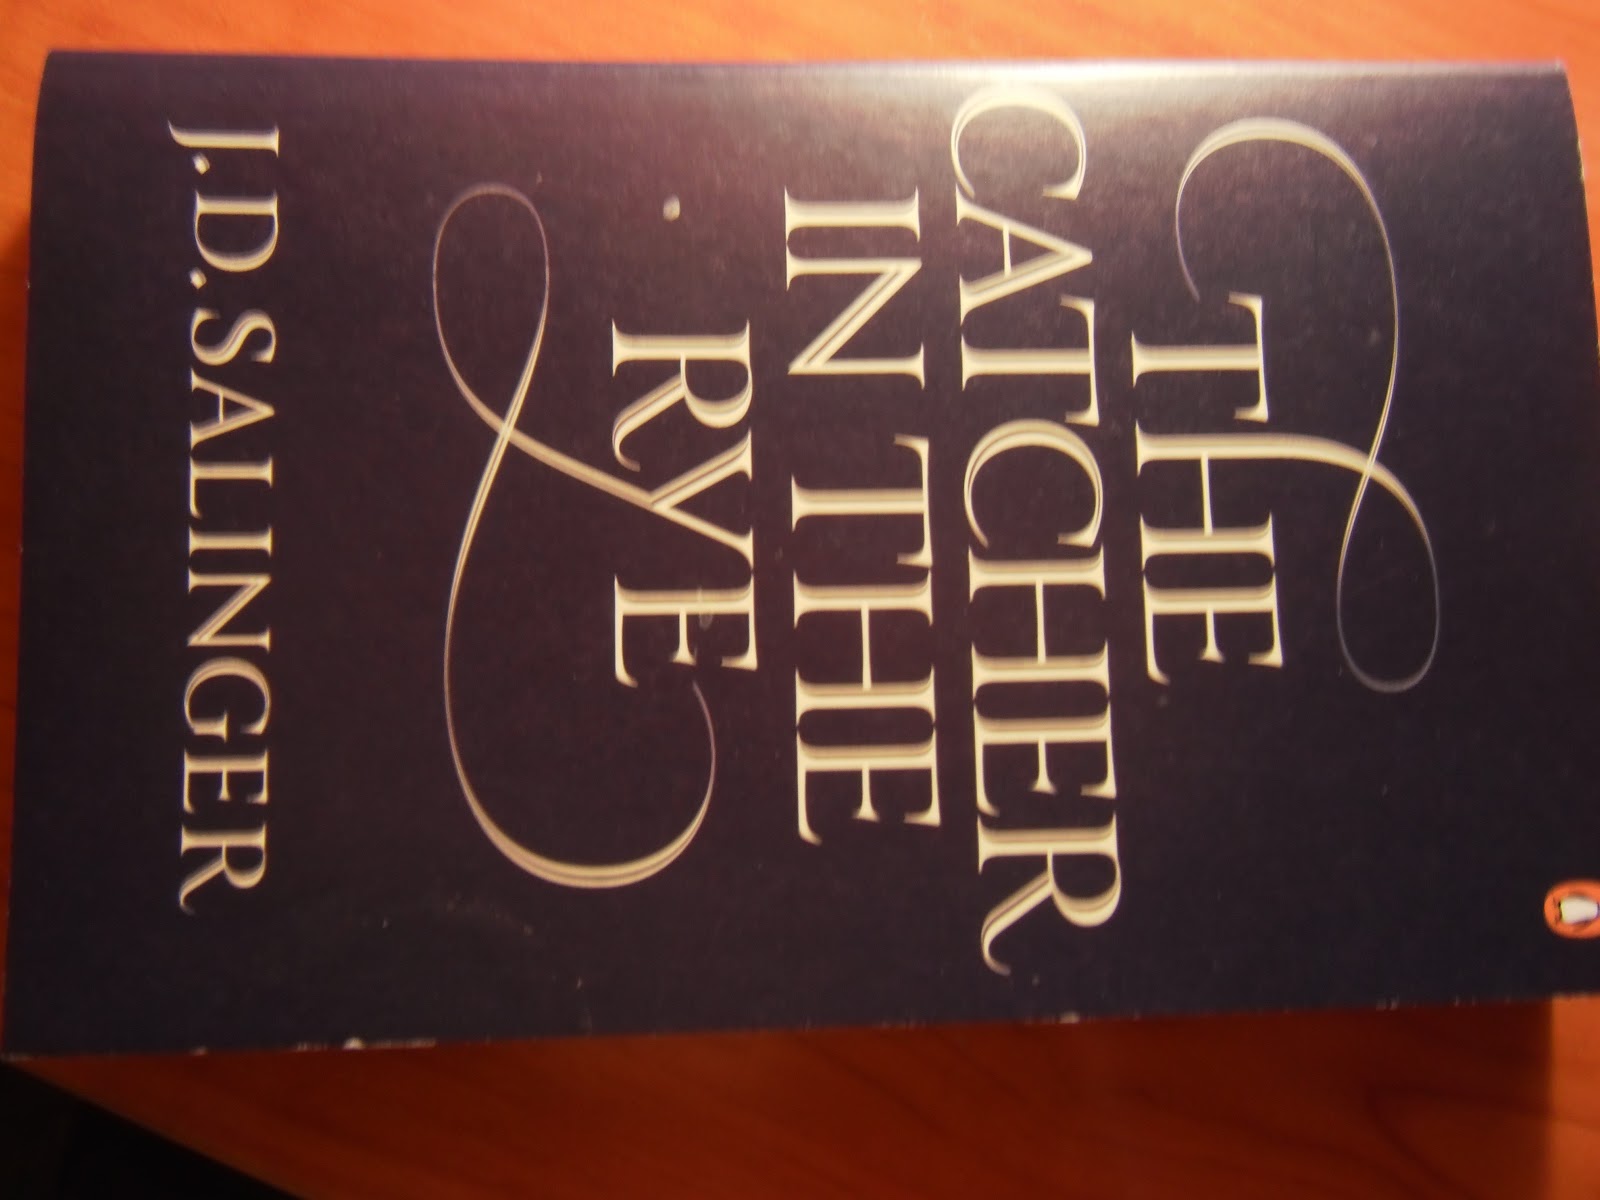 THE
CATCHER
IN THE
RYE
J.D. SALINGER